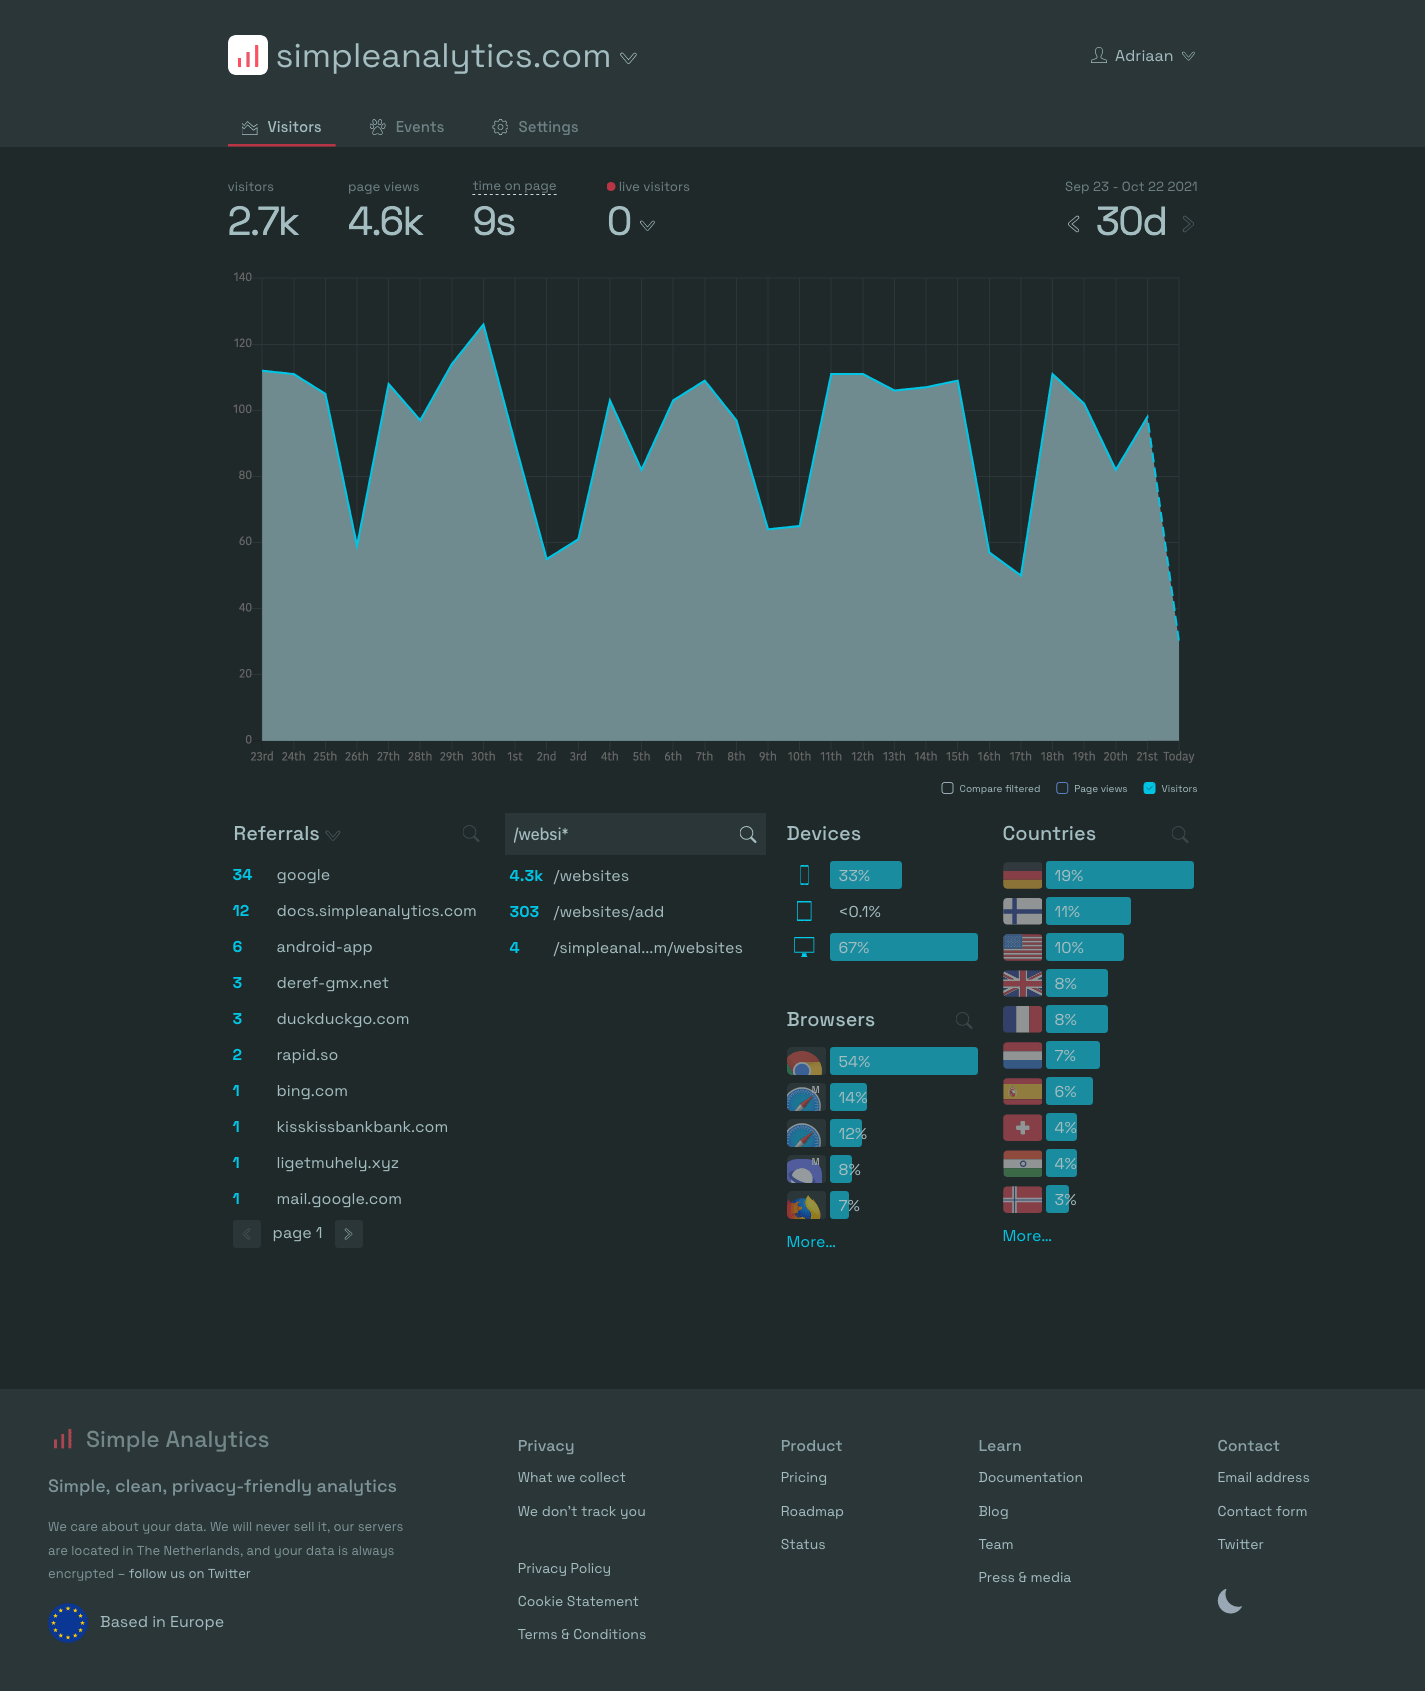 simpleanalytics.com
Adriaan
Visitors
Events
Settings
visitors
page views
time on page
live visitors
Sep 23 - Oct 22 2021
2.7k
4.6k
9s
0
30d
140
120
100
80
60
40
20
0
23rd 24th 25th 26th 27th 28th 29th 30th 1st 2nd 3rd 4th 5th 6th 7th 8th 9th 10th 11th 12th 13th 14th 15th 16th 17th 18th 19th 20th 21st Today
Compare filtered
Page views
Visitors
Referrals
34 google
12 docs.simpleanalytics.com
6 android-app
3 deref-gmx.net
3 duckduckgo.com
2 rapid.so
1 bing.com
1 kisskissbankbank.com
1 ligetmuhely.xyz
1 mail.google.com
page 1
/websi*
4.3k /websites
303 /websites/add
4 /simpleanal...m/websites
Devices
33%
<0.1%
67%
Browsers
54%
M
14%
12%
M
8%
7%
More...
Countries
19%
11%
10%
8%
8%
7%
6%
4%
4%
3%
More...
Simple Analytics
Simple, clean, privacy-friendly analytics
We care about your data. We will never sell it, our servers
are located in The Netherlands, and your data is always
encrypted – follow us on Twitter
Based in Europe
Privacy
What we collect
We don't track you
Privacy Policy
Cookie Statement
Terms & Conditions
Product
Pricing
Roadmap
Status
Learn
Documentation
Blog
Team
Press & media
Contact
Email address
Contact form
Twitter